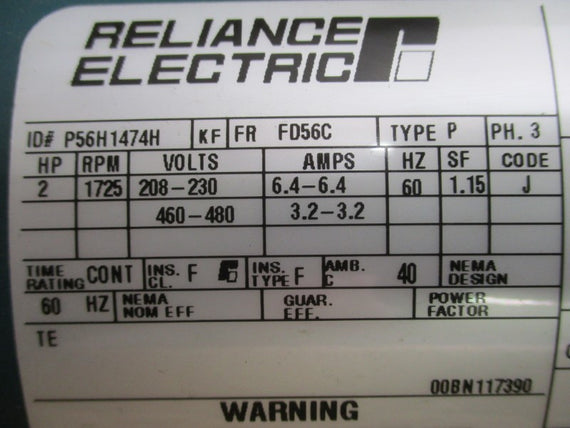 RELIANCE
ELECTRIC
ID# P56H1474H KF FR FD56C TYPE P PH. 3
HP RPM VOLTS AMPS HZ SF CODE
2 1725 208-230 6.4-6.4 60 1.15 J
460-480 3.2-3.2
TIME RATING CONT INS. CL. F INS. TYPE F AMB. C 40 NEMA DESIGN
60 HZ NEMA NOM EFF GUAR. EFF. POWER FACTOR
TE
00BN117390
WARNING